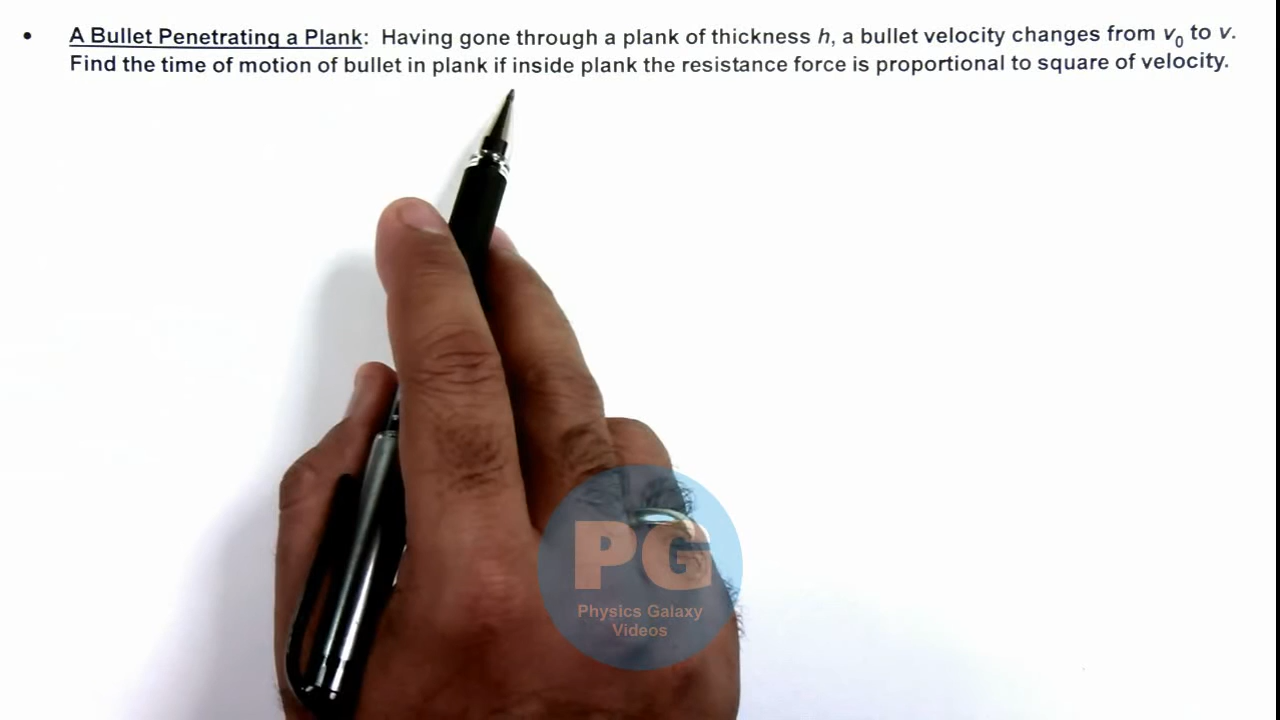 • A Bullet Penetrating a Plank: Having gone through a plank of thickness h, a bullet velocity changes from v₀ to v.
Find the time of motion of bullet in plank if inside plank the resistance force is proportional to square of velocity.
PG
Physics Galaxy
Videos